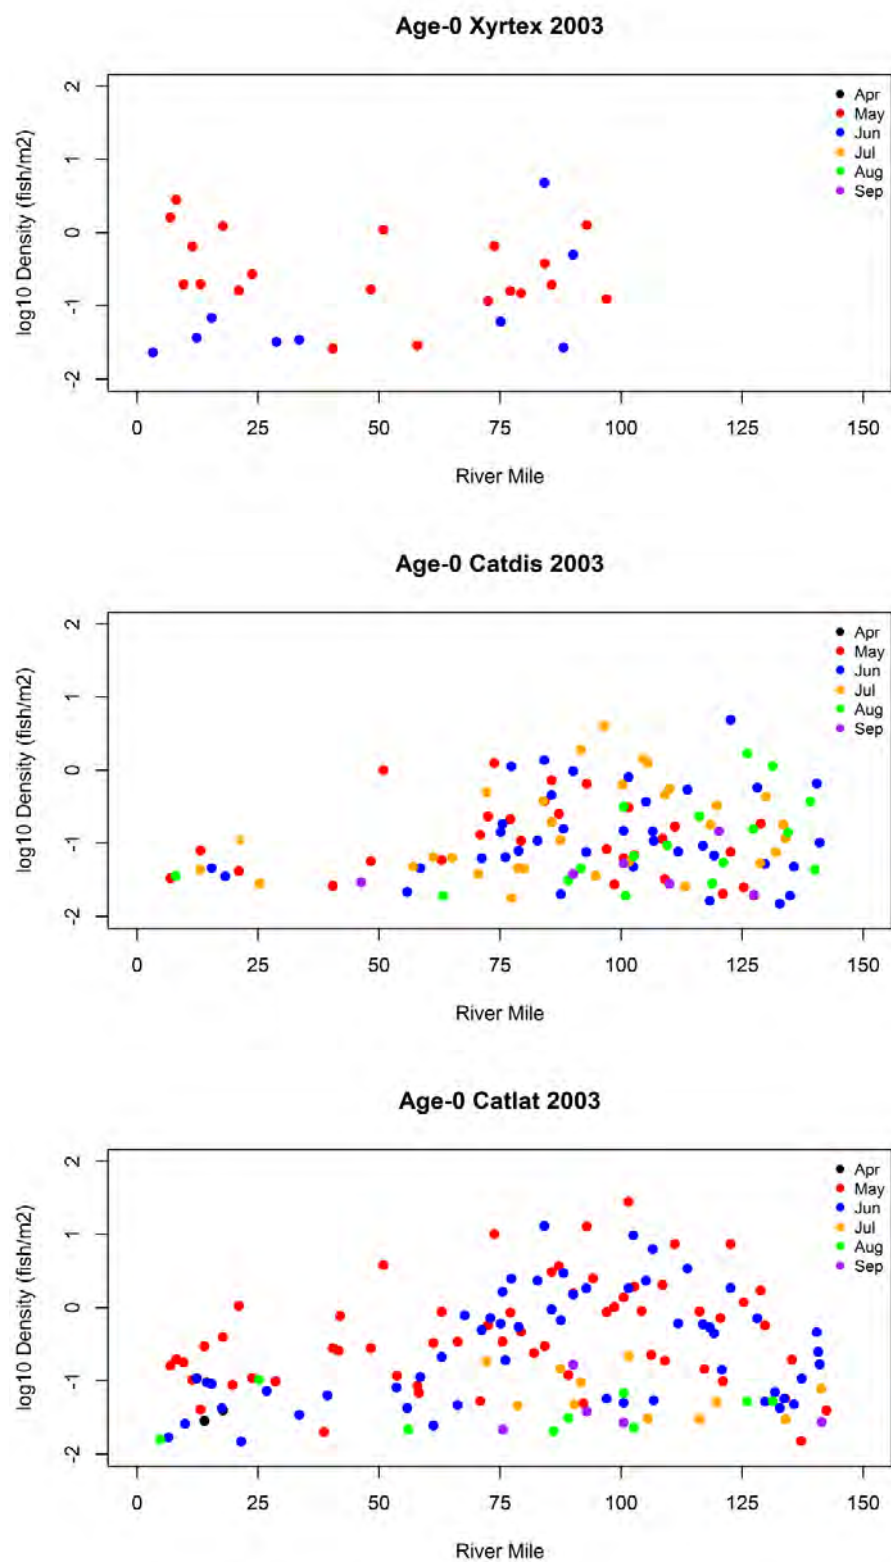 Age-0 Xyrtex 2003
2
1
0
-1
-2
log10 Density (fish/m2)
Apr
May
Jun
Jul
Aug
Sep
0 25 50 75 100 125 150
River Mile
Age-0 Catdis 2003
2
1
0
-1
-2
log10 Density (fish/m2)
Apr
May
Jun
Jul
Aug
Sep
0 25 50 75 100 125 150
River Mile
Age-0 Catlat 2003
2
1
0
-1
-2
log10 Density (fish/m2)
Apr
May
Jun
Jul
Aug
Sep
0 25 50 75 100 125 150
River Mile